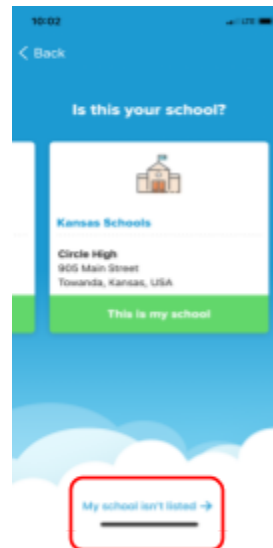 10:02
LTE
Back
Is this your school?
Kansas Schools
Circle High
905 Main Street
Towanda, Kansas, USA
This is my school
My school isn't listed →